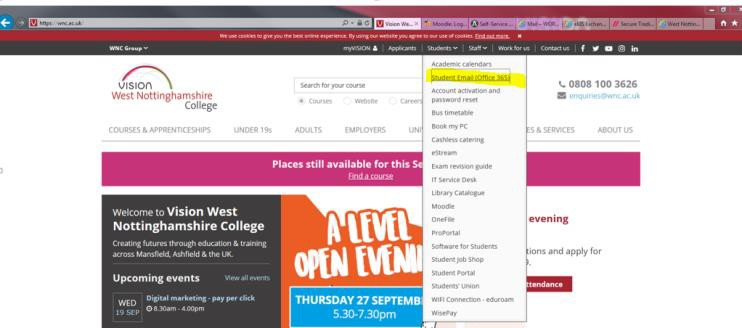 https://wnc.ac.uk/
Vision We...
Moodle: Log...
Self-Service ...
Mail – WOR...
eBS Exchan...
Secure Tradi...
West Nottin...
We use cookies to give you the best online experience. By using our website you agree to our use of cookies. Find out more.
WNC Group
myVISION
Applicants
Students
Staff
Work for us
Contact us
VISION
West Nottinghamshire
College
Search for your course
Courses
Website
Careers
0808 100 3626
enquiries@wnc.ac.uk
COURSES & APPRENTICESHIPS
UNDER 19s
ADULTS
EMPLOYERS
UNI
ES & SERVICES
ABOUT US
Academic calendars
Student Email (Office 365)
Account activation and
password reset
Bus timetable
Book my PC
Cashless catering
eStream
Exam revision guide
IT Service Desk
Library Catalogue
Moodle
OneFile
ProPortal
Software for Students
Student Job Shop
Student Portal
Students' Union
WiFi Connection - eduroam
WisePay
Places still available for this Se
Find a course
Welcome to Vision West
Nottinghamshire College
Creating futures through education & training
across Mansfield, Ashfield & the UK.
Upcoming events
View all events
WED
19 SEP
Digital marketing - pay per click
8.30am - 4.00pm
A'LEVEL
OPEN EVENI
THURSDAY 27 SEPTEMB
5.30-7.30pm
evening
tions and apply for
9.
ttendance